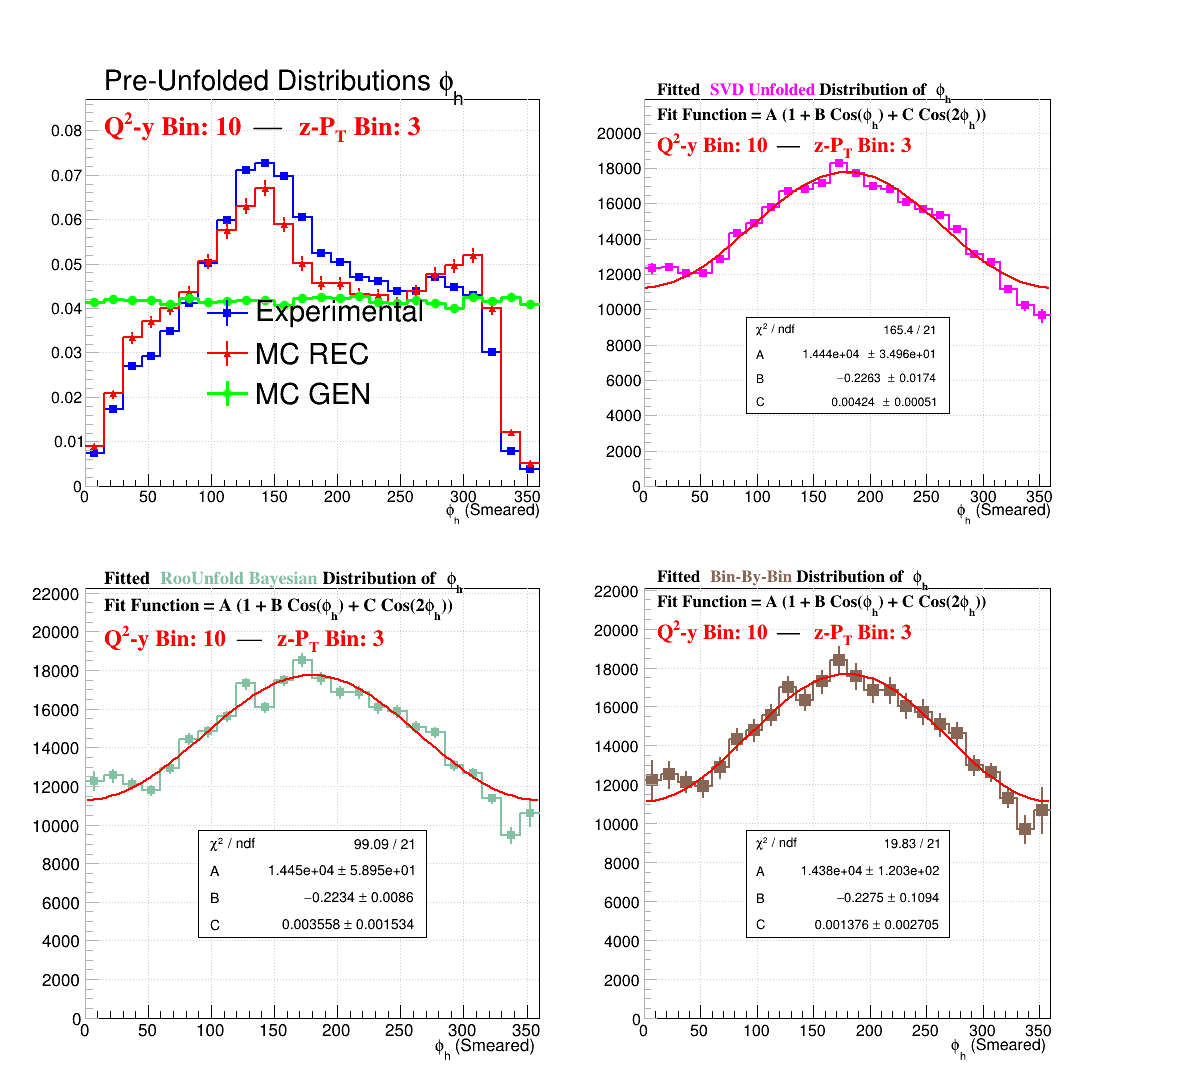 Pre-Unfolded Distributions ϕh
Q²-y Bin: 10 — z-PT Bin: 3
0.08
0.07
0.06
0.05
0.04
0.03
0.02
0.01
0
Experimental
MC REC
MC GEN
0 50 100 150 200 250 300 350
ϕh (Smeared)
Fitted SVD Unfolded Distribution of ϕh
Fit Function = A (1 + B Cos(ϕh) + C Cos(2ϕh))
Q²-y Bin: 10 — z-PT Bin: 3
20000
18000
16000
14000
12000
10000
8000
6000
4000
2000
0
χ² / ndf 165.4 / 21
A 1.444e+04 ± 3.496e+01
B −0.2263 ± 0.0174
C 0.00424 ± 0.00051
0 50 100 150 200 250 300 350
ϕh (Smeared)
Fitted RooUnfold Bayesian Distribution of ϕh
Fit Function = A (1 + B Cos(ϕh) + C Cos(2ϕh))
Q²-y Bin: 10 — z-PT Bin: 3
22000
20000
18000
16000
14000
12000
10000
8000
6000
4000
2000
0
χ² / ndf 99.09 / 21
A 1.445e+04 ± 5.895e+01
B −0.2234 ± 0.0086
C 0.003558 ± 0.001534
0 50 100 150 200 250 300 350
ϕh (Smeared)
Fitted Bin-By-Bin Distribution of ϕh
Fit Function = A (1 + B Cos(ϕh) + C Cos(2ϕh))
Q²-y Bin: 10 — z-PT Bin: 3
22000
20000
18000
16000
14000
12000
10000
8000
6000
4000
2000
0
χ² / ndf 19.83 / 21
A 1.438e+04 ± 1.203e+02
B −0.2275 ± 0.1094
C 0.001376 ± 0.002705
0 50 100 150 200 250 300 350
ϕh (Smeared)